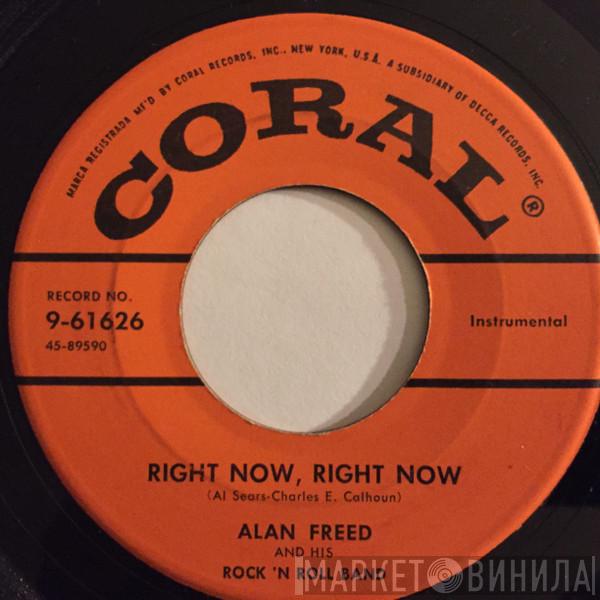 MARCA REGISTRADA MF'D BY CORAL RECORDS, INC., NEW YORK, U.S.A. A SUBSIDIARY OF DECCA RECORDS, INC.
CORAL®
RECORD NO.
9-61626
45-89590
Instrumental
RIGHT NOW, RIGHT NOW
(Al Sears-Charles E. Calhoun)
ALAN FREED
AND HIS
ROCK 'N ROLL BAND
МАРКЕТ ВИНИЛА